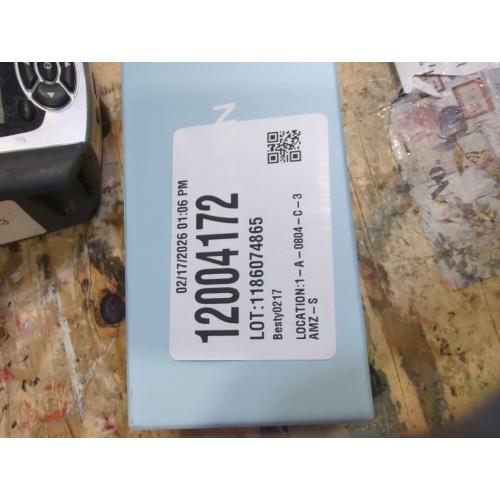 02/17/2026 01:06 PM
12004172
LOT:1186074865
Besty0217
LOCATION:1-A-0804-C-3
AMZ-S